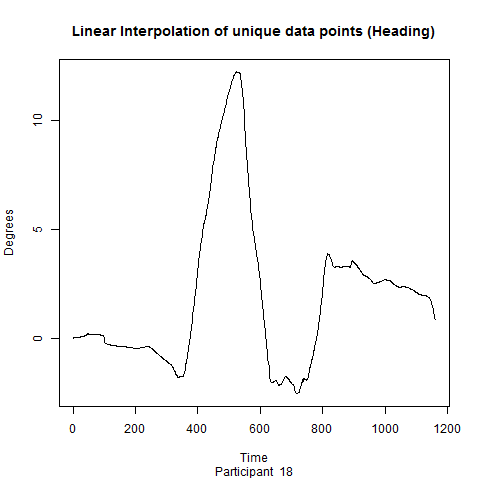 Linear Interpolation of unique data points (Heading)
Degrees
10
5
0
0 200 400 600 800 1000 1200
Time
Participant 18